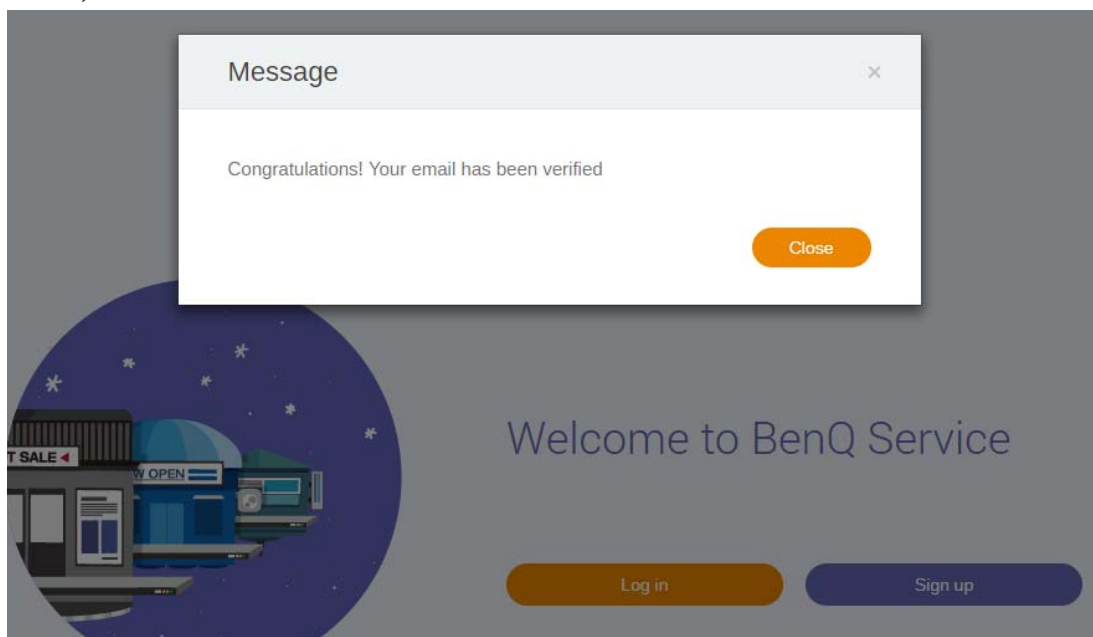 Message
×
Congratulations! Your email has been verified
Close
T SALE
W OPEN
Welcome to BenQ Service
Log in
Sign up